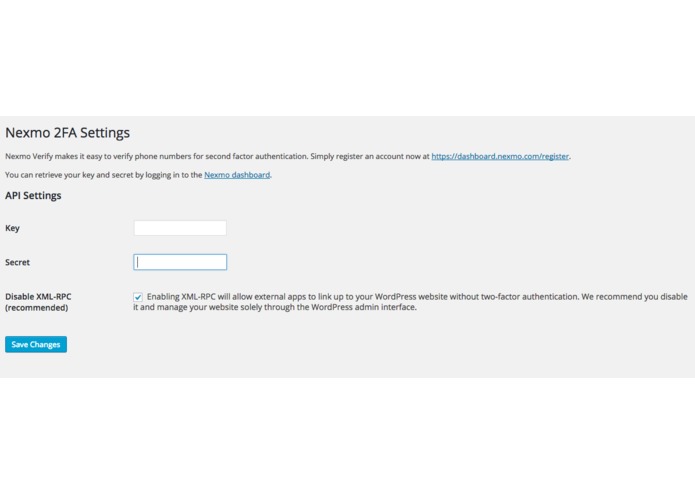 Nexmo 2FA Settings
Nexmo Verify makes it easy to verify phone numbers for second factor authentication. Simply register an account now at https://dashboard.nexmo.com/register.
You can retrieve your key and secret by logging in to the Nexmo dashboard.
API Settings
Key
Secret
Disable XML-RPC
(recommended)
Enabling XML-RPC will allow external apps to link up to your WordPress website without two-factor authentication. We recommend you disable
it and manage your website solely through the WordPress admin interface.
Save Changes